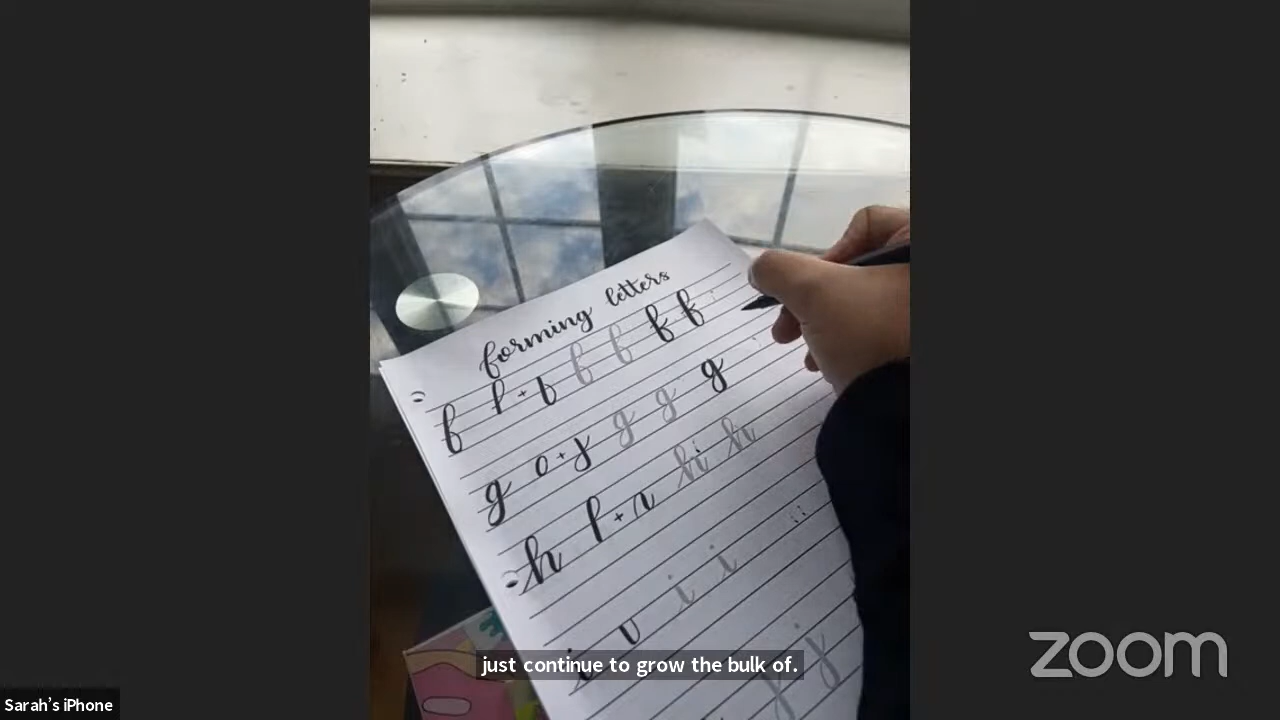 forming letters
f l + f f f f f
g o + j g g g
h l + n h h
i i i i
j j
just continue to grow the bulk of.
zoom
Sarah's iPhone